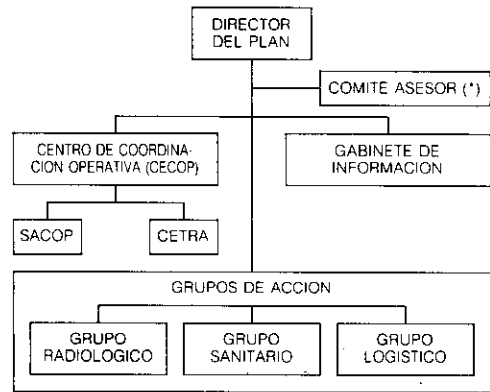 DIRECTOR
DEL PLAN
COMITE ASESOR (*)
CENTRO DE COORDINA-
CION OPERATIVA (CECOP)
GABINETE DE
INFORMACION
SACOP
CETRA
GRUPOS DE ACCION
GRUPO
RADIOLOGICO
GRUPO
SANITARIO
GRUPO
LOGISTICO